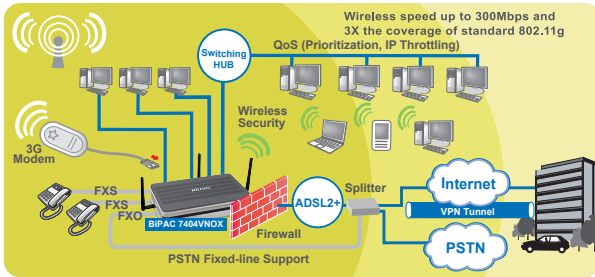 Wireless speed up to 300Mbps and
3X the coverage of standard 802.11g
QoS (Prioritization, IP Throttling)
Switching
HUB
Wireless
Security
3G
Modem
FXS
FXS
FXO
BiPAC 7404VNOX
Firewall
ADSL2+
Splitter
Internet
VPN Tunnel
PSTN
PSTN Fixed-line Support